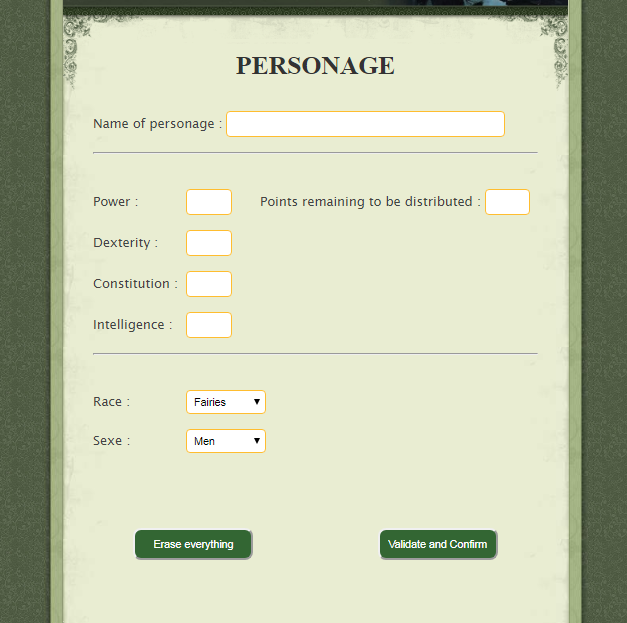 PERSONAGE
Name of personage :
Power : Points remaining to be distributed :
Dexterity :
Constitution :
Intelligence :
Race : Fairies
Sexe : Men
Erase everything Validate and Confirm